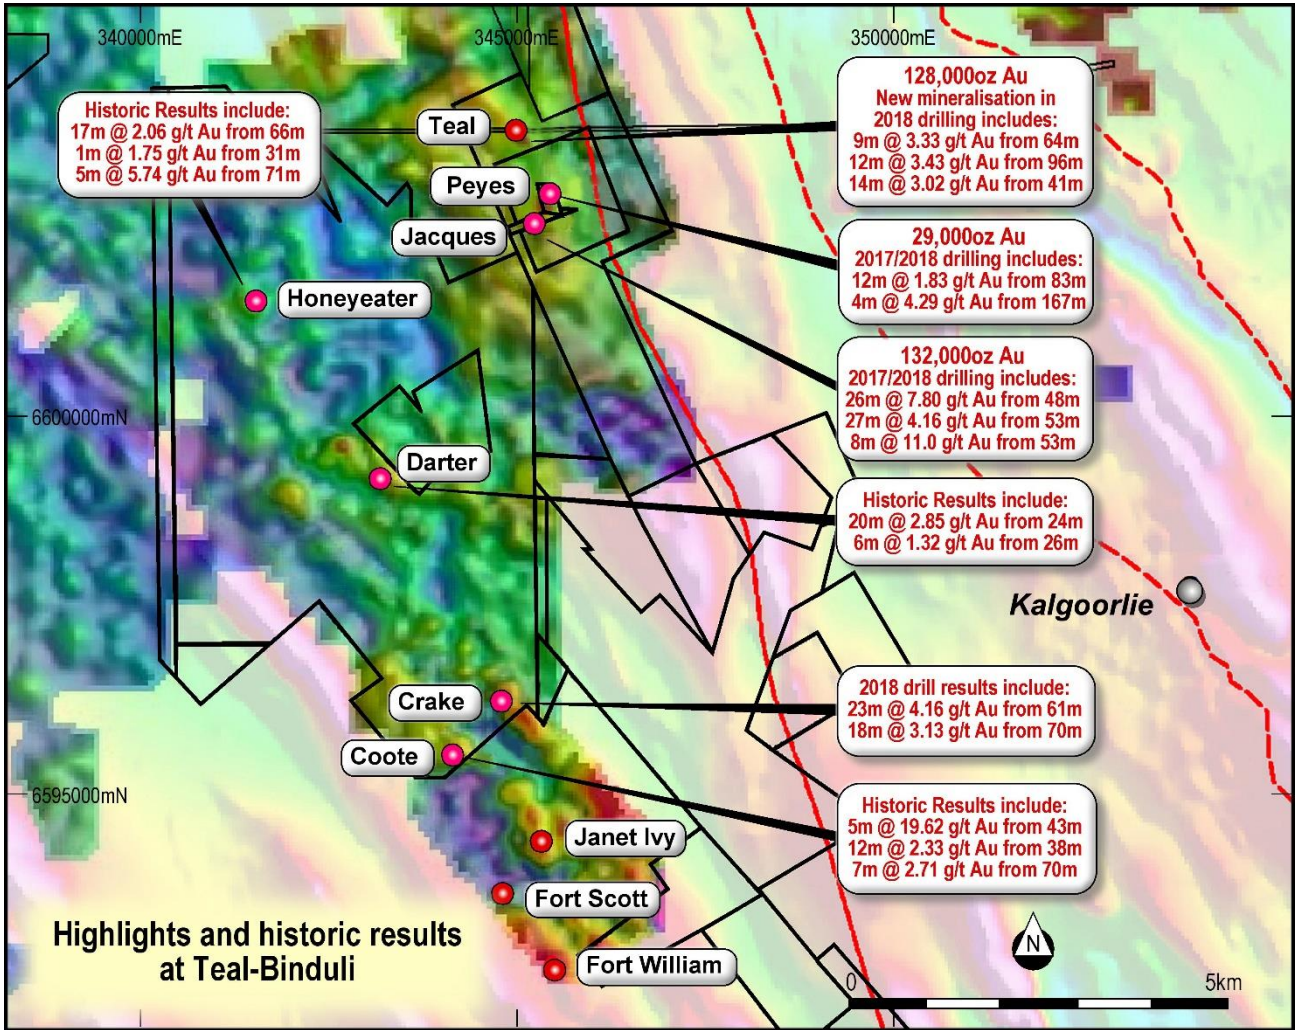 340000mE
345000mE
350000mE
Historic Results include:
17m @ 2.06 g/t Au from 66m
1m @ 1.75 g/t Au from 31m
5m @ 5.74 g/t Au from 71m
Teal
Peyes
Jacques
Honeyeater
128,000oz Au
New mineralisation in
2018 drilling includes:
9m @ 3.33 g/t Au from 64m
12m @ 3.43 g/t Au from 96m
14m @ 3.02 g/t Au from 41m
29,000oz Au
2017/2018 drilling includes:
12m @ 1.83 g/t Au from 83m
4m @ 4.29 g/t Au from 167m
132,000oz Au
2017/2018 drilling includes:
26m @ 7.80 g/t Au from 48m
27m @ 4.16 g/t Au from 53m
8m @ 11.0 g/t Au from 53m
6600000mN
Darter
Historic Results include:
20m @ 2.85 g/t Au from 24m
6m @ 1.32 g/t Au from 26m
Kalgoorlie
Crake
Coote
2018 drill results include:
23m @ 4.16 g/t Au from 61m
18m @ 3.13 g/t Au from 70m
6595000mN
Historic Results include:
5m @ 19.62 g/t Au from 43m
12m @ 2.33 g/t Au from 38m
7m @ 2.71 g/t Au from 70m
Janet Ivy
Fort Scott
Fort William
Highlights and historic results
at Teal-Binduli
N
0
5km